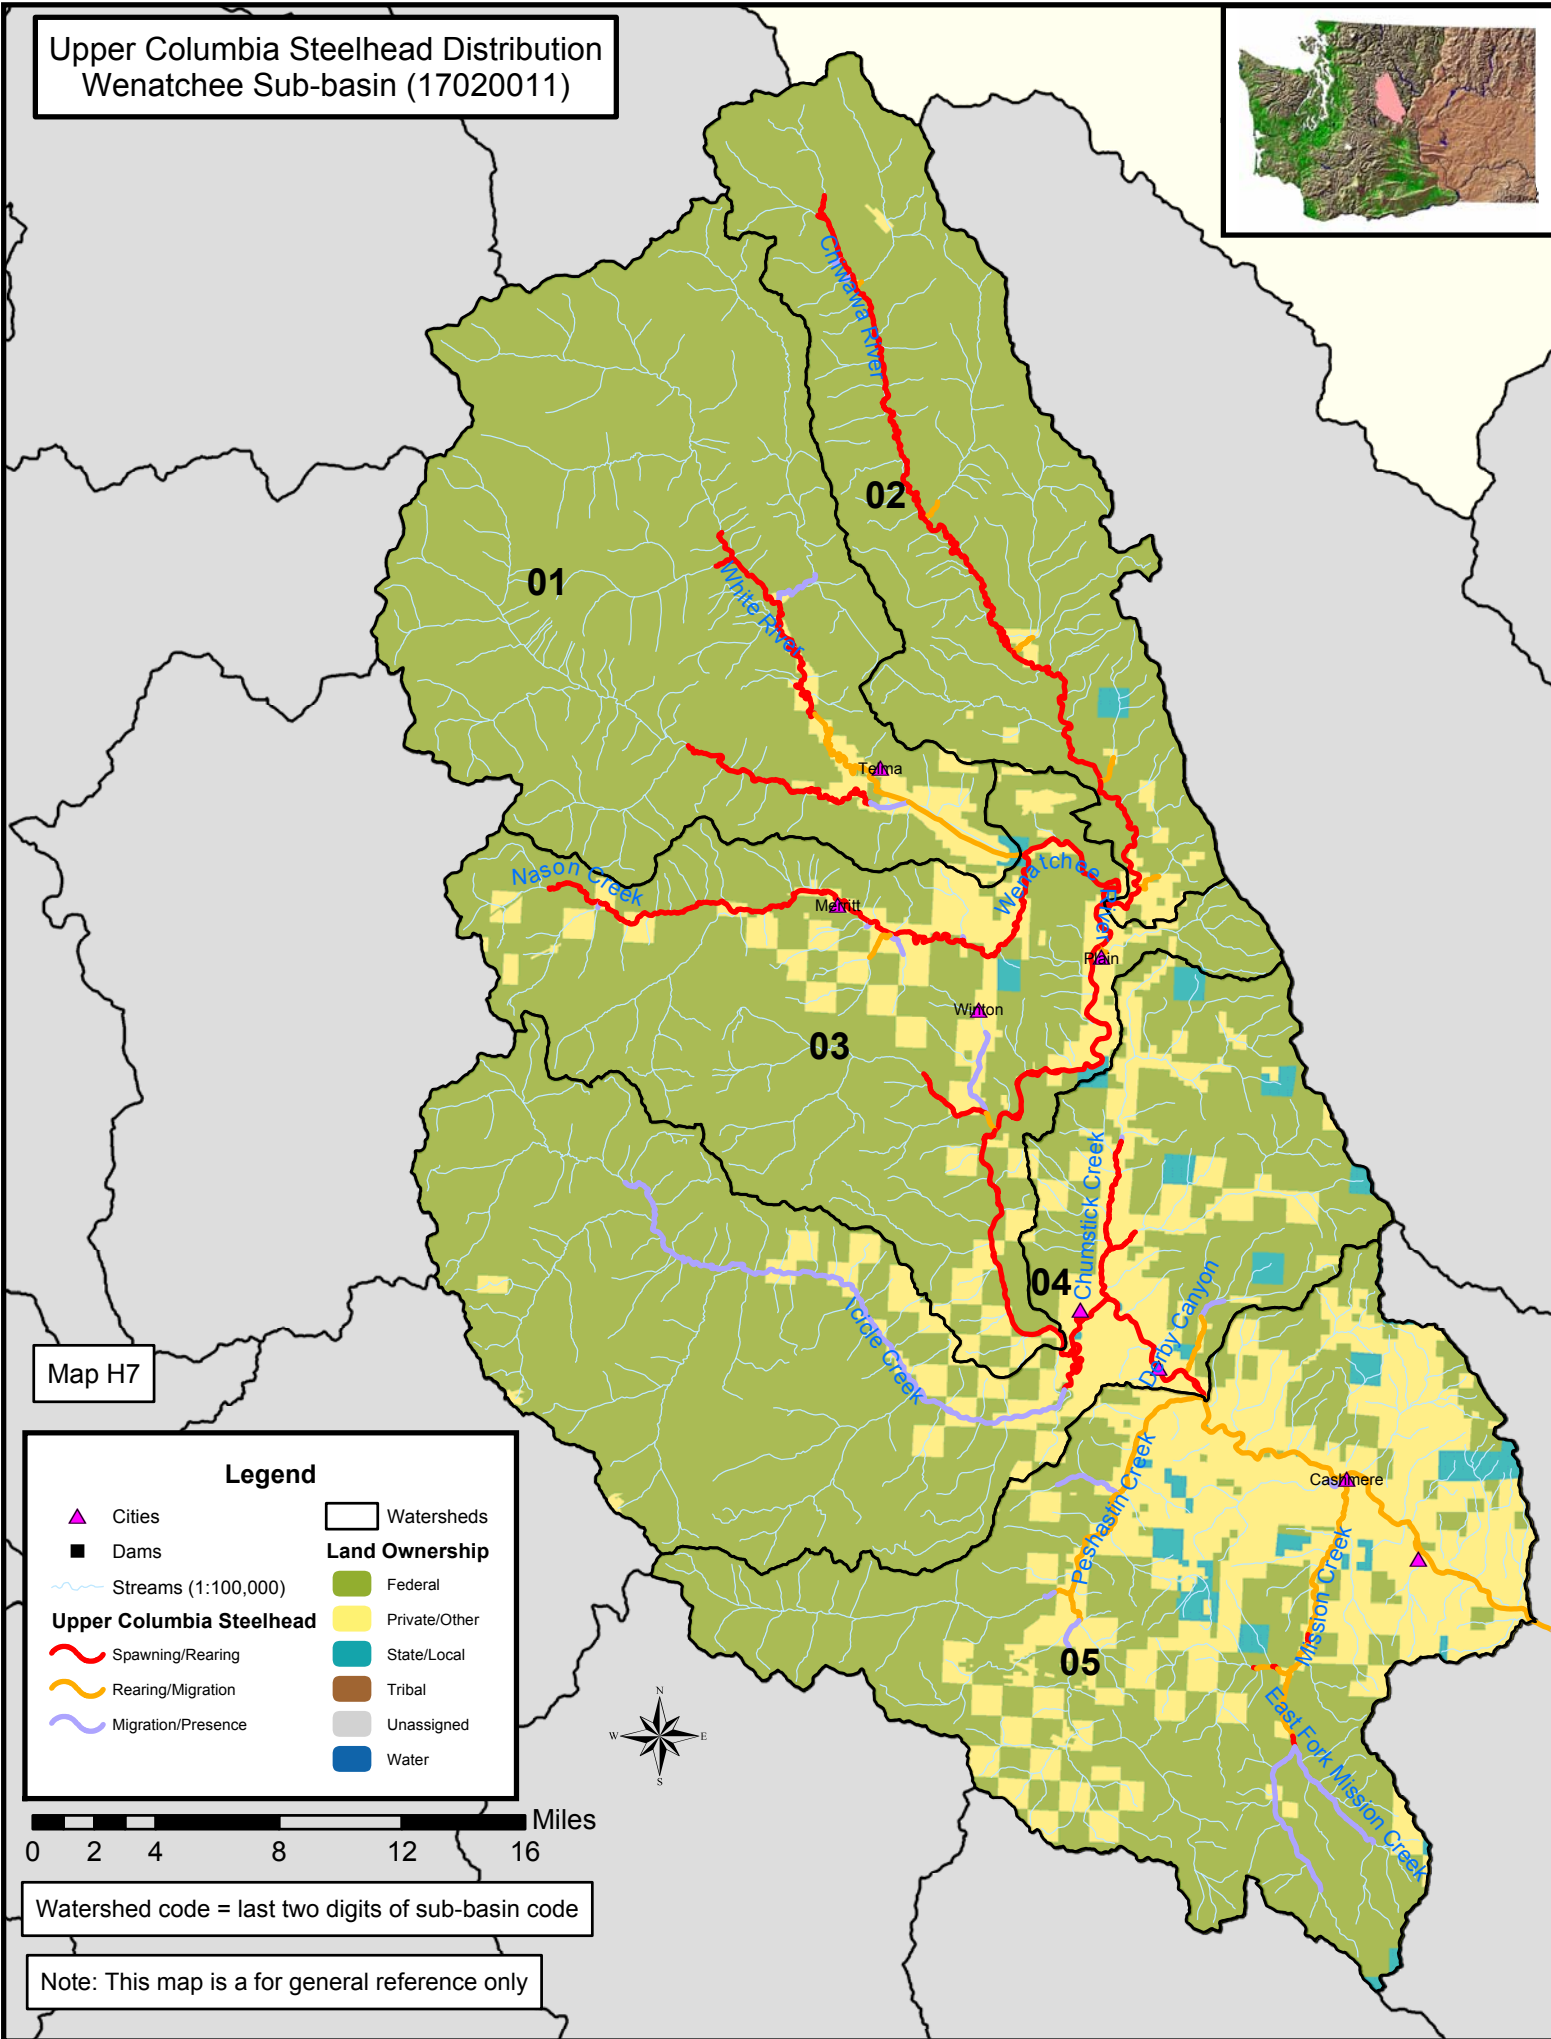 Upper Columbia Steelhead Distribution
Wenatchee Sub-basin (17020011)
Chiwawa River
02
01
White River
Telma
Nason Creek
Wenatchee River
Merritt
Plain
Winton
03
Chumstick Creek
04
Derby Canyon
Icicle Creek
Map H7
Peshastin Creek
Cashmere
Mission Creek
05
East Fork Mission Creek
Legend
Cities
Dams
Streams (1:100,000)
Upper Columbia Steelhead
Spawning/Rearing
Rearing/Migration
Migration/Presence
Watersheds
Land Ownership
Federal
Private/Other
State/Local
Tribal
Unassigned
Water
N
W E
S
Miles
0 2 4 8 12 16
Watershed code = last two digits of sub-basin code
Note: This map is a for general reference only